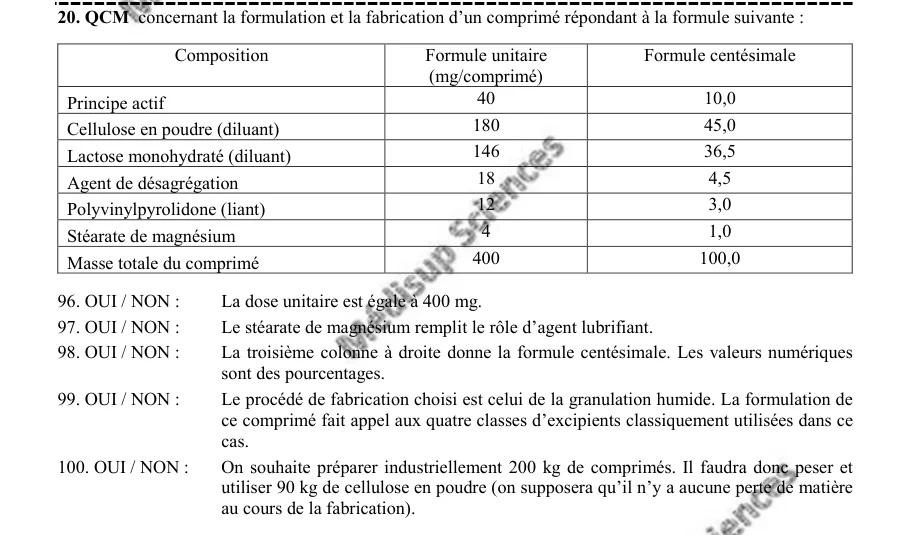 20. QCM concernant la formulation et la fabrication d'un comprimé répondant à la formule suivante :
Composition Formule unitaire (mg/comprimé) Formule centésimale
Principe actif 40 10,0
Cellulose en poudre (diluant) 180 45,0
Lactose monohydraté (diluant) 146 36,5
Agent de désagrégation 18 4,5
Polyvinylpyrolidone (liant) 12 3,0
Stéarate de magnésium 4 1,0
Masse totale du comprimé 400 100,0
Medisup Sciences
96. OUI / NON : La dose unitaire est égale à 400 mg.
97. OUI / NON : Le stéarate de magnésium remplit le rôle d'agent lubrifiant.
98. OUI / NON : La troisième colonne à droite donne la formule centésimale. Les valeurs numériques
sont des pourcentages.
99. OUI / NON : Le procédé de fabrication choisi est celui de la granulation humide. La formulation de
ce comprimé fait appel aux quatre classes d'excipients classiquement utilisées dans ce
cas.
100. OUI / NON : On souhaite préparer industriellement 200 kg de comprimés. Il faudra donc peser et
utiliser 90 kg de cellulose en poudre (on supposera qu'il n'y a aucune perte de matière
au cours de la fabrication).